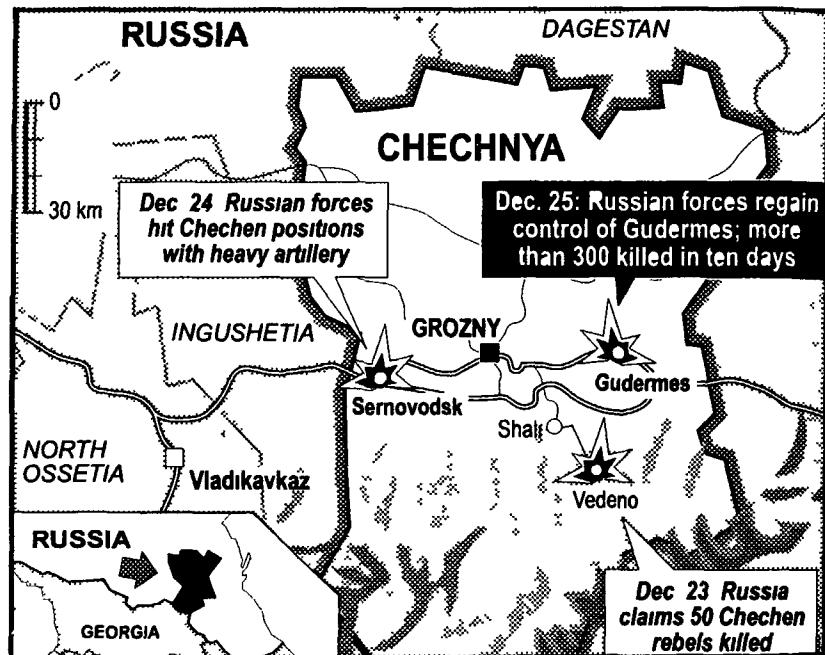 RUSSIA
DAGESTAN
0
30 km
CHECHNYA
Dec 24 Russian forces
hit Chechen positions
with heavy artillery
Dec. 25: Russian forces regain
control of Gudermes; more
than 300 killed in ten days
INGUSHETIA
GROZNY
Gudermes
Sernovodsk
Shali
NORTH
OSSETIA
Vladikavkaz
Vedeno
RUSSIA
GEORGIA
Dec 23 Russia
claims 50 Chechen
rebels killed